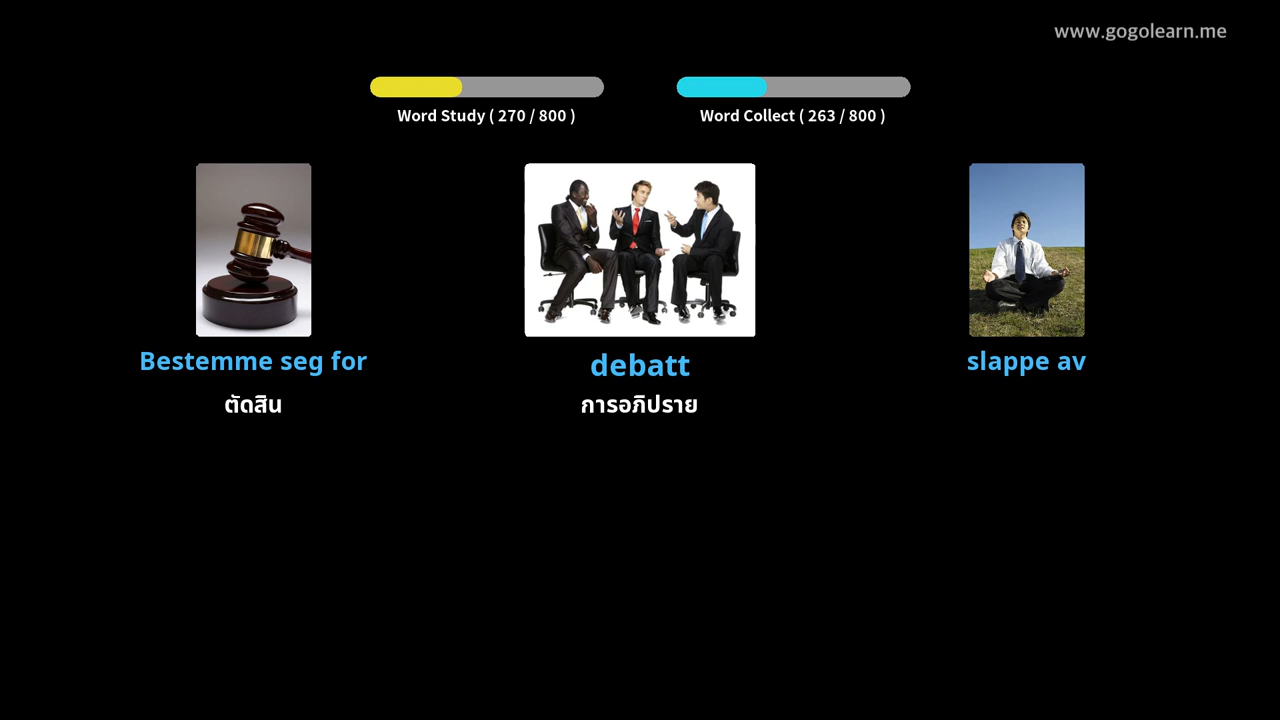 www.gogolearn.me
Word Study ( 270 / 800 )
Word Collect ( 263 / 800 )
Bestemme seg for
debatt
slappe av
ตัดสิน
การอภิปราย